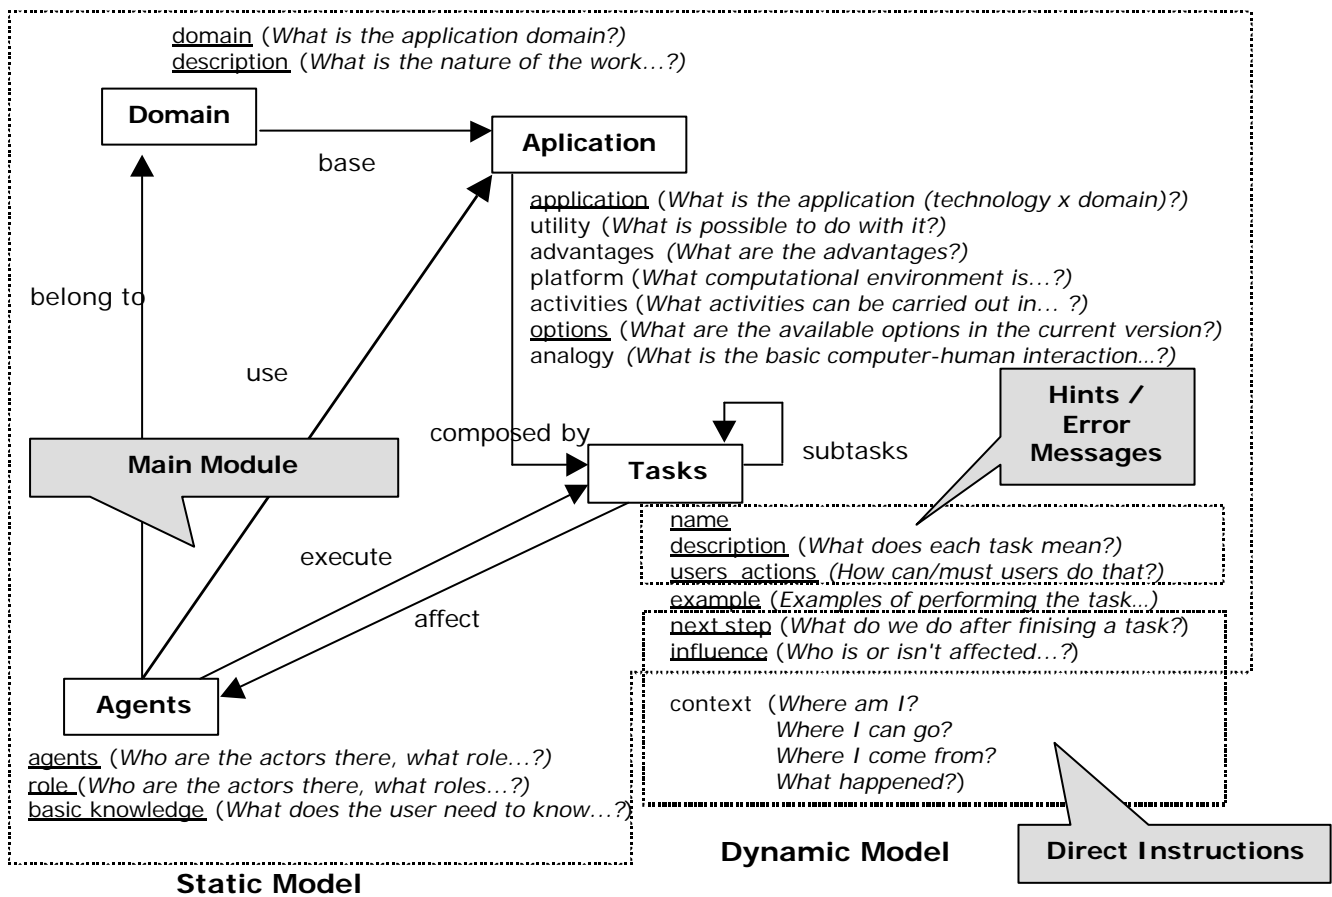 domain (What is the application domain?)
description (What is the nature of the work...?)
Domain
Aplication
base
application (What is the application (technology x domain)?)
utility (What is possible to do with it?)
advantages (What are the advantages?)
platform (What computational environment is...?)
activities (What activities can be carried out in... ?)
options (What are the available options in the current version?)
analogy (What is the basic computer-human interaction...?)
belong to
use
Hints /
Error
Messages
composed by
Tasks
subtasks
Main Module
name
description (What does each task mean?)
users_actions (How can/must users do that?)
example (Examples of performing the task...)
next step (What do we do after finising a task?)
influence (Who is or isn't affected...?)
execute
affect
Agents
context (Where am I?
Where I can go?
Where I come from?
What happened?)
agents (Who are the actors there, what role...?)
role (Who are the actors there, what roles...?)
basic knowledge (What does the user need to know...?)
Dynamic Model
Direct Instructions
Static Model